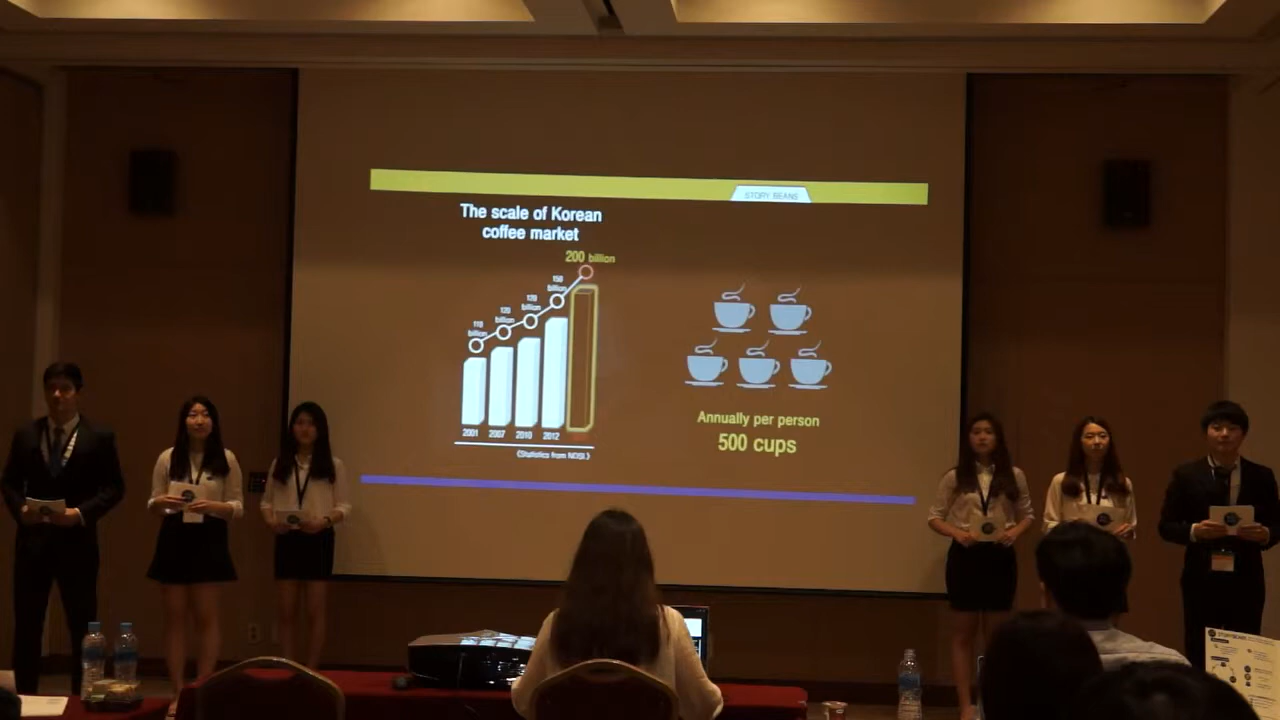 STORY BEANS
The scale of Korean
coffee market
200 billion
150
billion
170
billion
120
billion
110
billion
2001 2007 2010 2012
(Statistics from NDSL)
Annually per person
500 cups